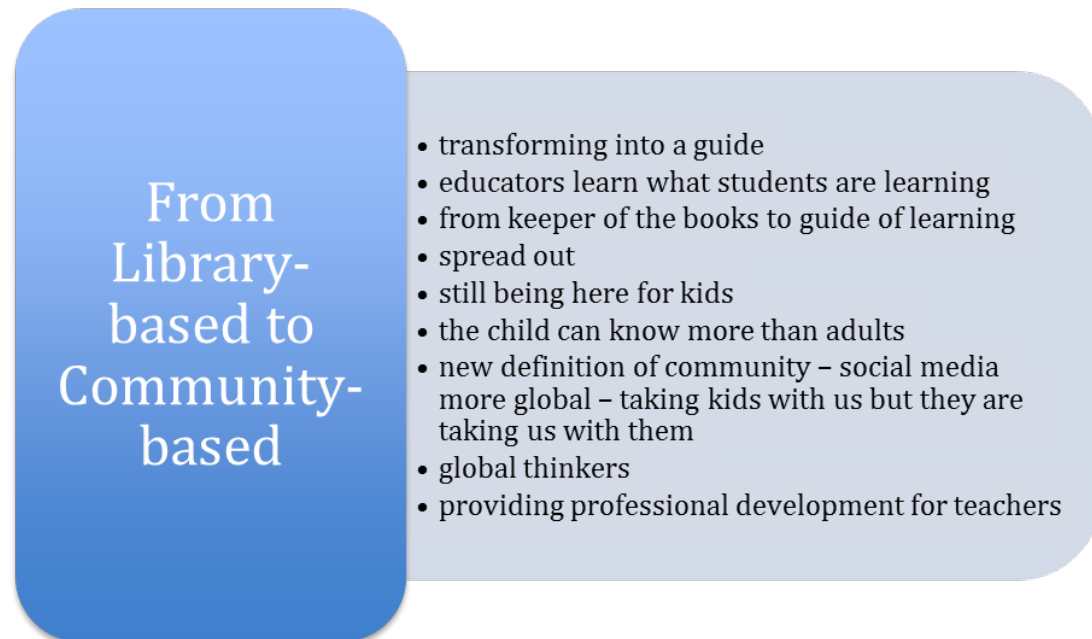 From
Library-
based to
Community-
based
• transforming into a guide
• educators learn what students are learning
• from keeper of the books to guide of learning
• spread out
• still being here for kids
• the child can know more than adults
• new definition of community – social media
more global – taking kids with us but they are
taking us with them
• global thinkers
• providing professional development for teachers